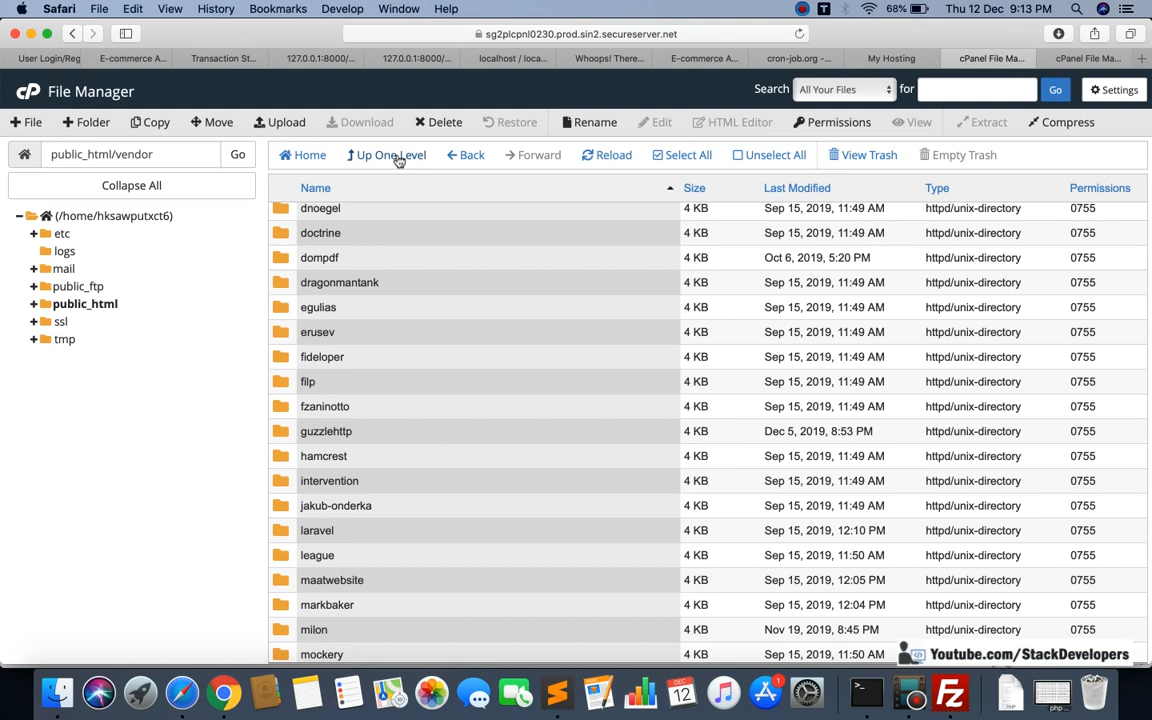 Safari File Edit View History Bookmarks Develop Window Help T 68% Thu 12 Dec 9:13 PM
sg2plcpnl0230.prod.sin2.secureserver.net
User Login/Reg E-commerce A... Transaction St... 127.0.0.1:8000/... 127.0.0.1:8000/... localhost / loca... Whoops! There... E-commerce A... cron-job.org -... My Hosting cPanel File Ma... cPanel File Ma... +
cP File Manager Search All Your Files for Go Settings
+ File + Folder Copy Move Upload Download Delete Restore Rename Edit HTML Editor Permissions View Extract Compress
public_html/vendor Go Home Up One Level Back Forward Reload Select All Unselect All View Trash Empty Trash
Collapse All
(/home/hksawputxct6)
etc
logs
mail
public_ftp
public_html
ssl
tmp
Name Size Last Modified Type Permissions
dnoegel 4 KB Sep 15, 2019, 11:49 AM httpd/unix-directory 0755
doctrine 4 KB Sep 15, 2019, 11:49 AM httpd/unix-directory 0755
dompdf 4 KB Oct 6, 2019, 5:20 PM httpd/unix-directory 0755
dragonmantank 4 KB Sep 15, 2019, 11:49 AM httpd/unix-directory 0755
egulias 4 KB Sep 15, 2019, 11:49 AM httpd/unix-directory 0755
erusev 4 KB Sep 15, 2019, 11:49 AM httpd/unix-directory 0755
fideloper 4 KB Sep 15, 2019, 11:49 AM httpd/unix-directory 0755
filp 4 KB Sep 15, 2019, 11:49 AM httpd/unix-directory 0755
fzaninotto 4 KB Sep 15, 2019, 11:49 AM httpd/unix-directory 0755
guzzlehttp 4 KB Dec 5, 2019, 8:53 PM httpd/unix-directory 0755
hamcrest 4 KB Sep 15, 2019, 11:49 AM httpd/unix-directory 0755
intervention 4 KB Sep 15, 2019, 11:49 AM httpd/unix-directory 0755
jakub-onderka 4 KB Sep 15, 2019, 11:49 AM httpd/unix-directory 0755
laravel 4 KB Sep 15, 2019, 12:10 PM httpd/unix-directory 0755
league 4 KB Sep 15, 2019, 11:50 AM httpd/unix-directory 0755
maatwebsite 4 KB Sep 15, 2019, 12:05 PM httpd/unix-directory 0755
markbaker 4 KB Sep 15, 2019, 12:04 PM httpd/unix-directory 0755
milon 4 KB Nov 19, 2019, 8:45 PM httpd/unix-directory 0755
mockery 4 KB Sep 15, 2019, 11:50 AM
Youtube.com/StackDevelopers
DEC
12
1
Fz
php